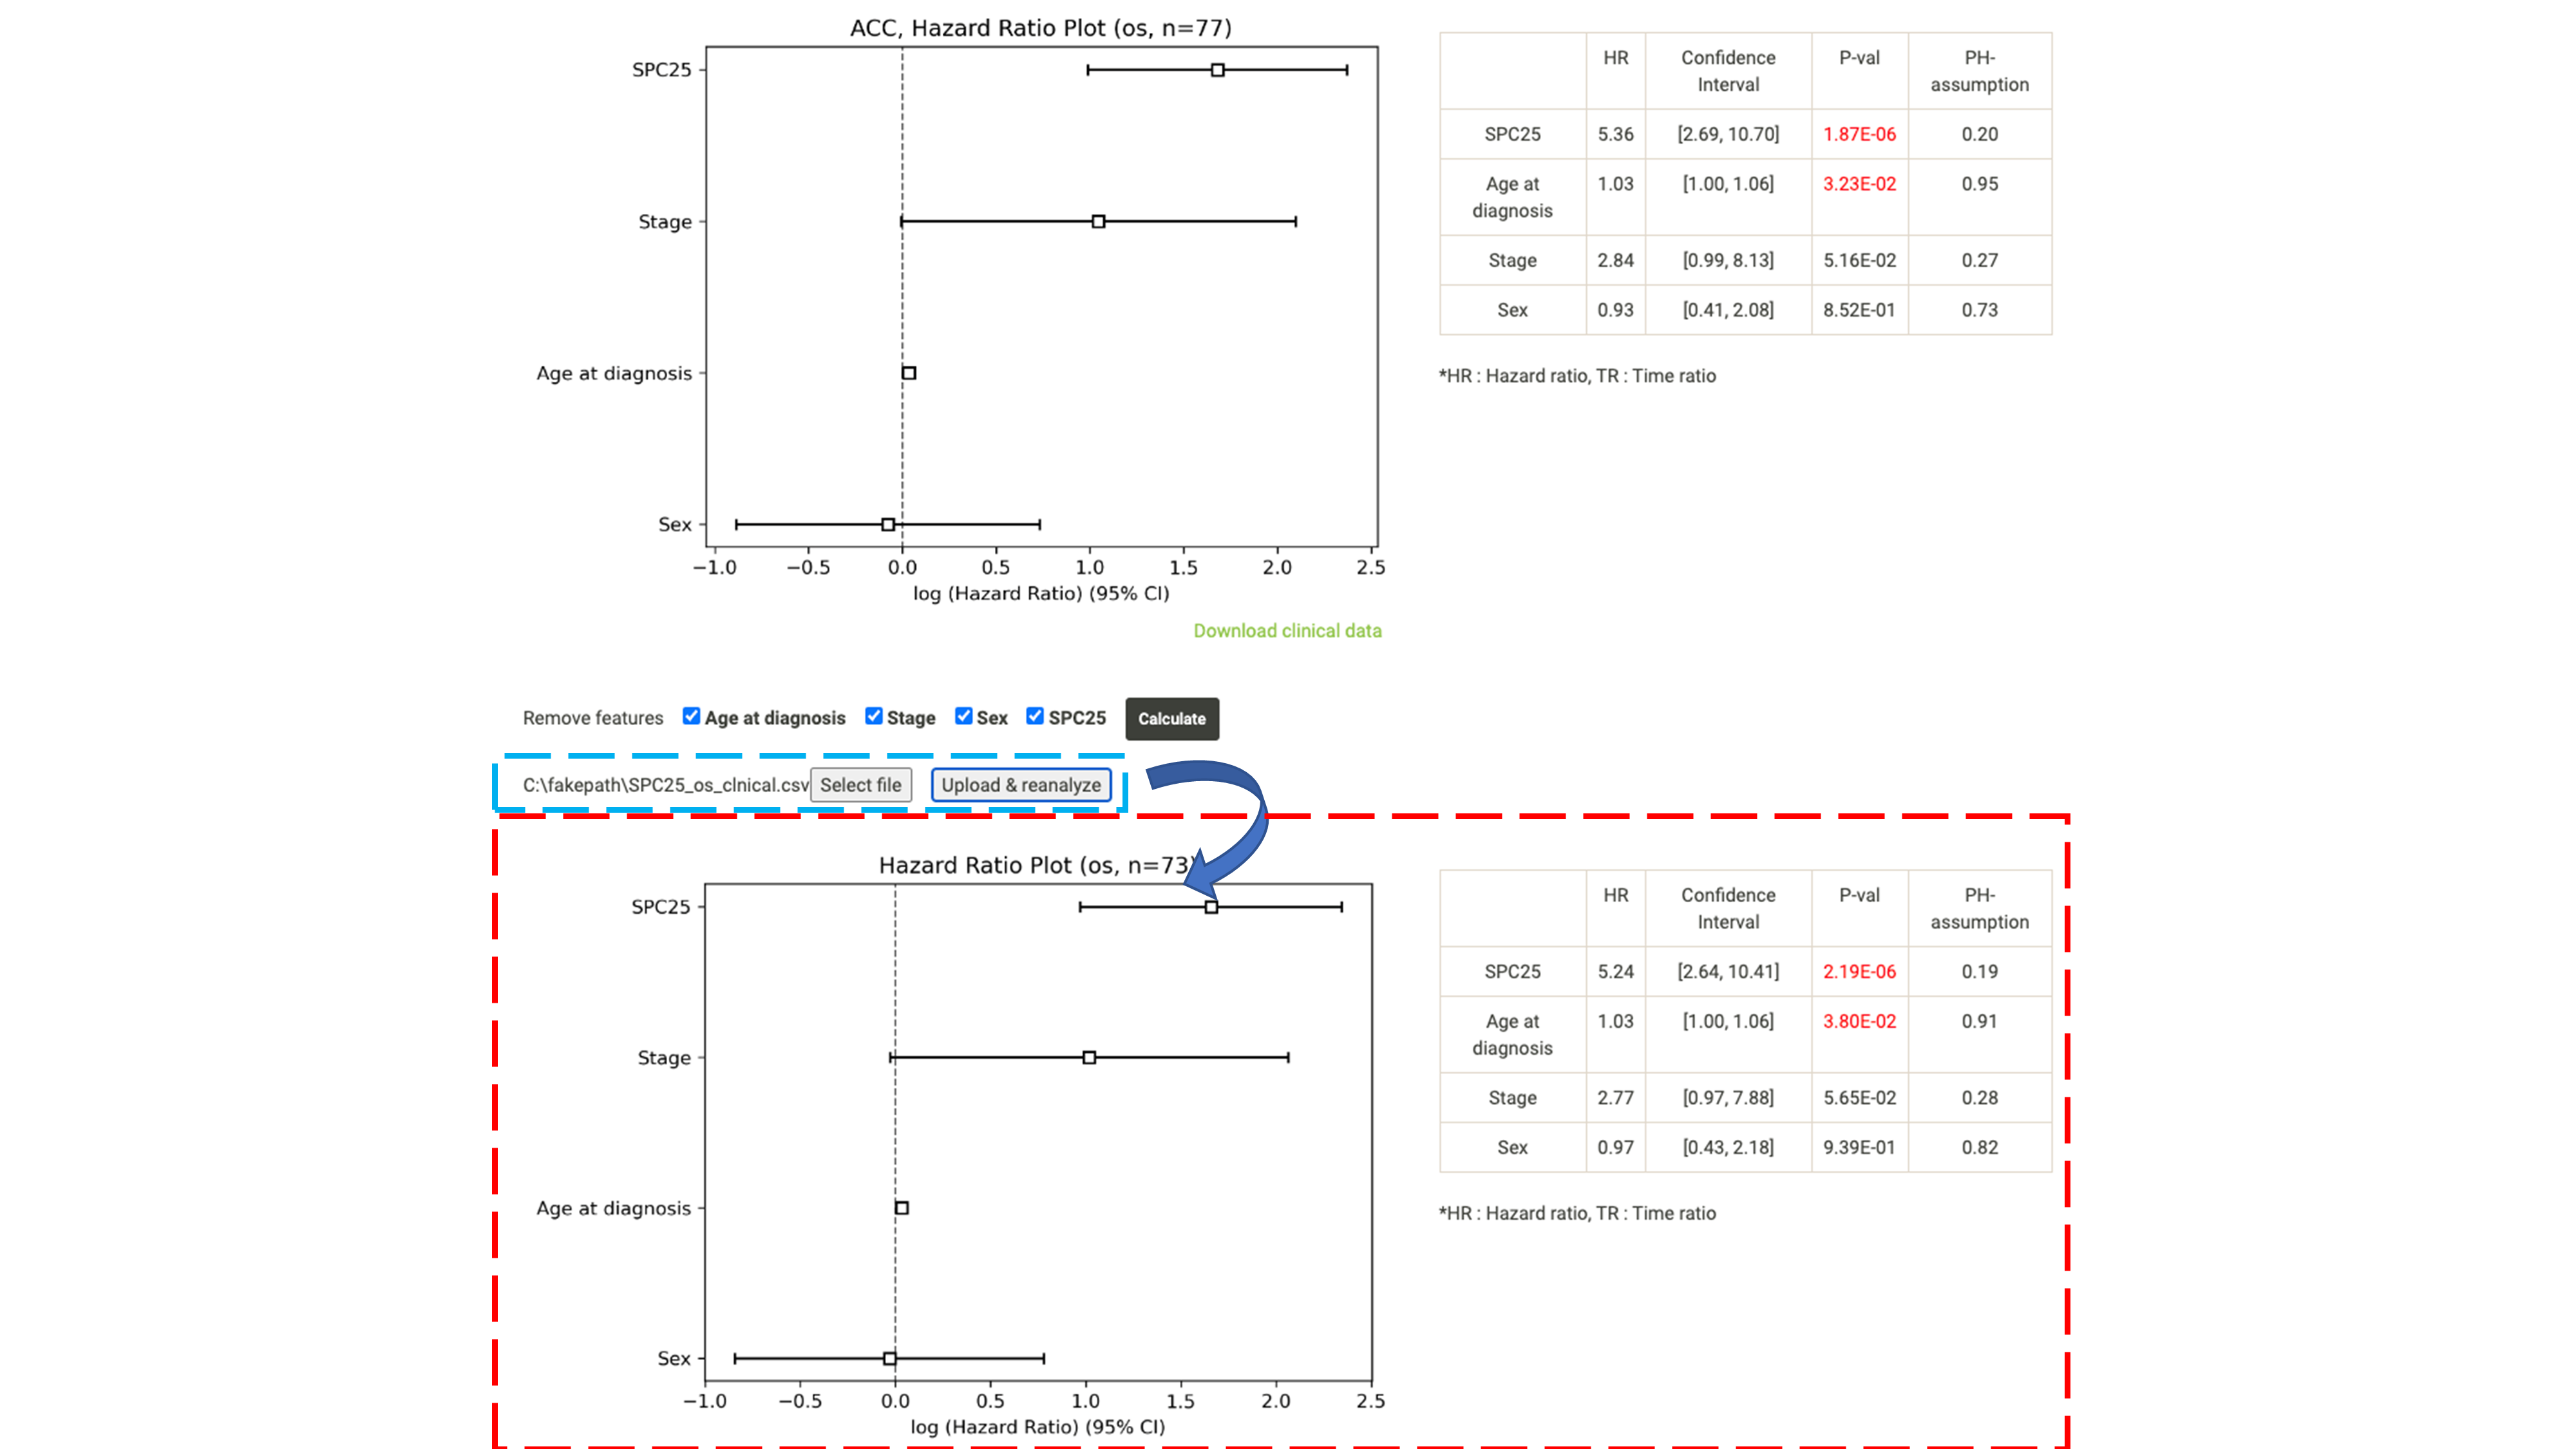 ACC, Hazard Ratio Plot (os, n=77)
SPC25
Stage
Age at diagnosis
Sex
−1.0 −0.5 0.0 0.5 1.0 1.5 2.0 2.5
log (Hazard Ratio) (95% CI)
HR Confidence Interval P-val PH-assumption
SPC25 5.36 [2.69, 10.70] 1.87E-06 0.20
Age at diagnosis 1.03 [1.00, 1.06] 3.23E-02 0.95
Stage 2.84 [0.99, 8.13] 5.16E-02 0.27
Sex 0.93 [0.41, 2.08] 8.52E-01 0.73
*HR : Hazard ratio, TR : Time ratio
Download clinical data
Remove features Age at diagnosis Stage Sex SPC25 Calculate
C:\fakepath\SPC25_os_clnical.csv Select file Upload & reanalyze
Hazard Ratio Plot (os, n=73)
SPC25
Stage
Age at diagnosis
Sex
−1.0 −0.5 0.0 0.5 1.0 1.5 2.0 2.5
log (Hazard Ratio) (95% CI)
HR Confidence Interval P-val PH-assumption
SPC25 5.24 [2.64, 10.41] 2.19E-06 0.19
Age at diagnosis 1.03 [1.00, 1.06] 3.80E-02 0.91
Stage 2.77 [0.97, 7.88] 5.65E-02 0.28
Sex 0.97 [0.43, 2.18] 9.39E-01 0.82
*HR : Hazard ratio, TR : Time ratio